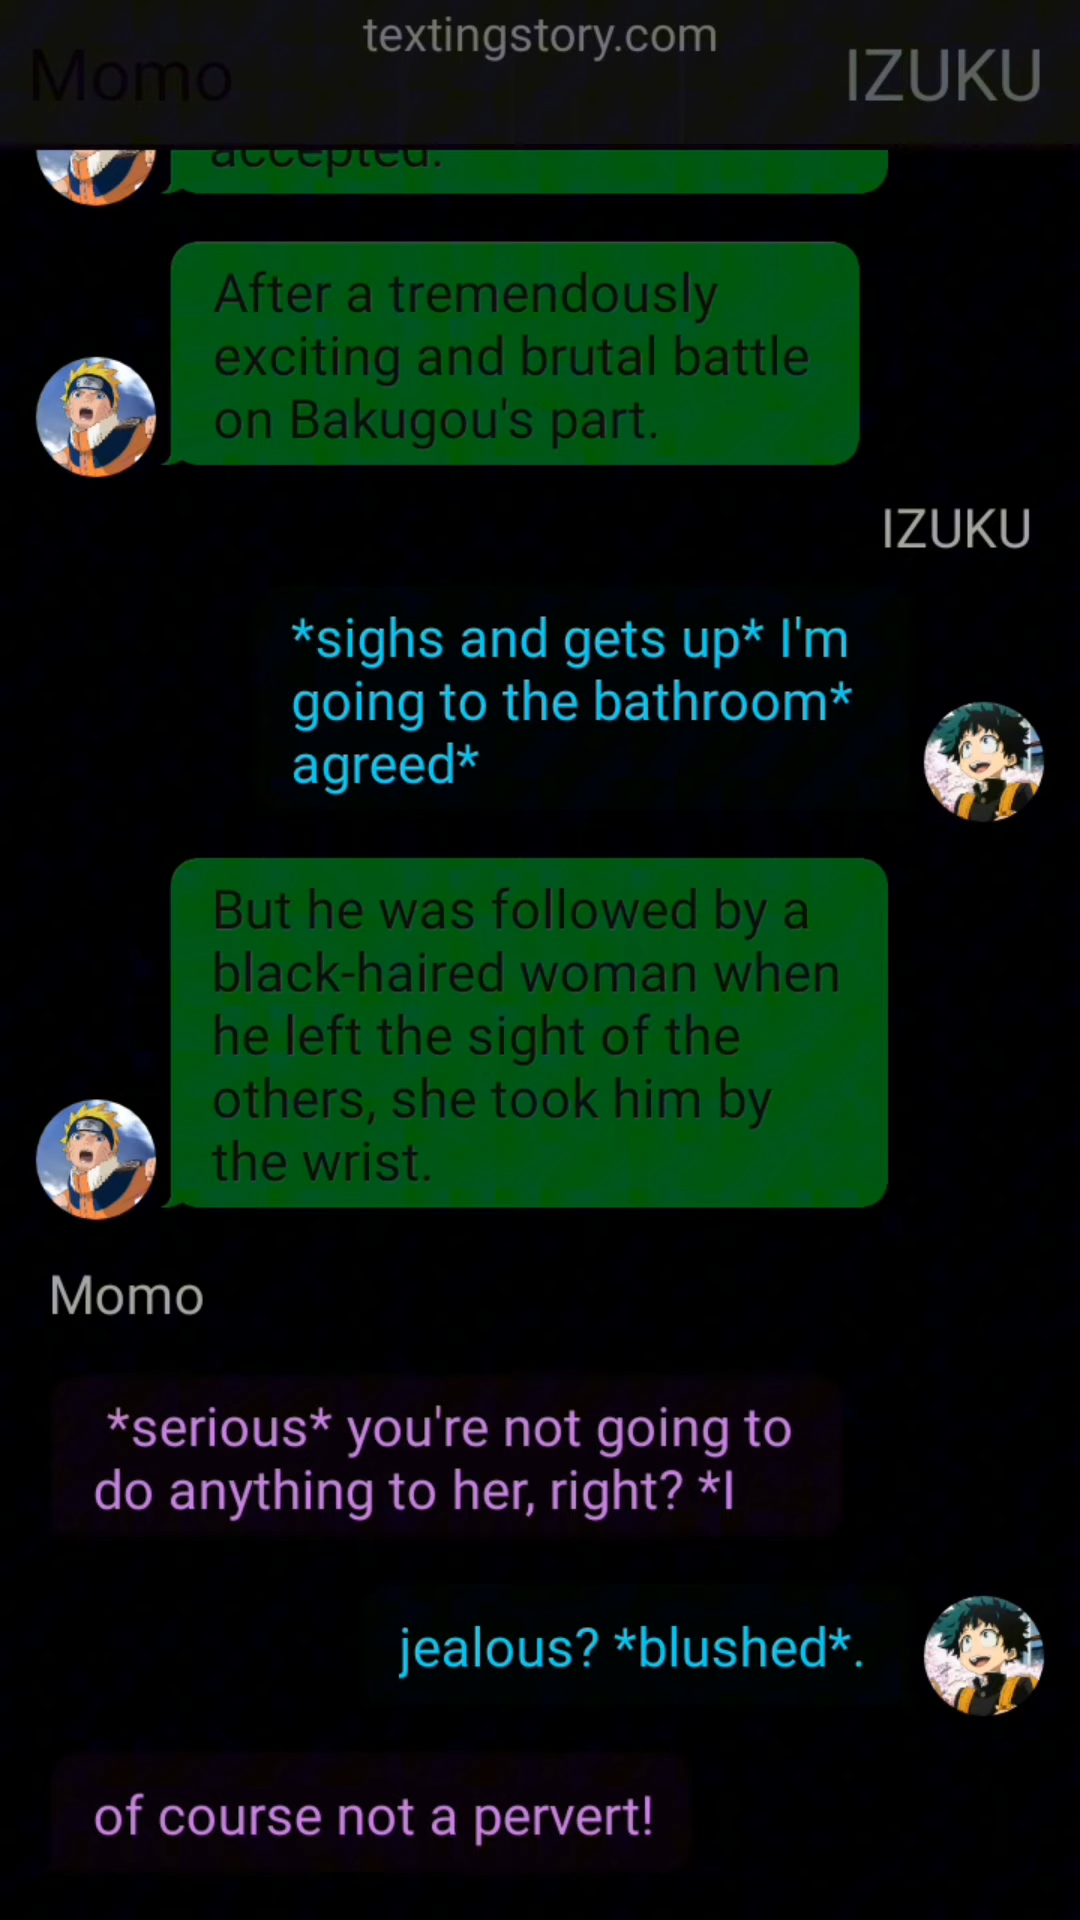 textingstory.com
Momo
IZUKU
accepted.
After a tremendously
exciting and brutal battle
on Bakugou's part.
IZUKU
*sighs and gets up* I'm
going to the bathroom*
agreed*
But he was followed by a
black-haired woman when
he left the sight of the
others, she took him by
the wrist.
Momo
*serious* you're not going to
do anything to her, right? *I
jealous? *blushed*.
of course not a pervert!